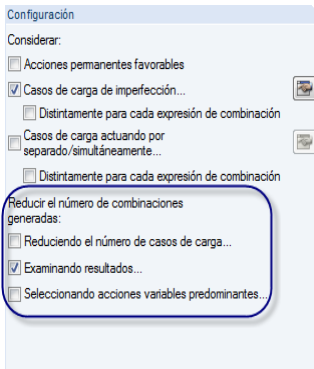 Configuración
Considerar:
Acciones permanentes favorables
Casos de carga de imperfección...
Distintamente para cada expresión de combinación
Casos de carga actuando por
separado/simultáneamente...
Distintamente para cada expresión de combinación
Reducir el número de combinaciones
generadas:
Reduciendo el número de casos de carga...
Examinando resultados...
Seleccionando acciones variables predominantes...